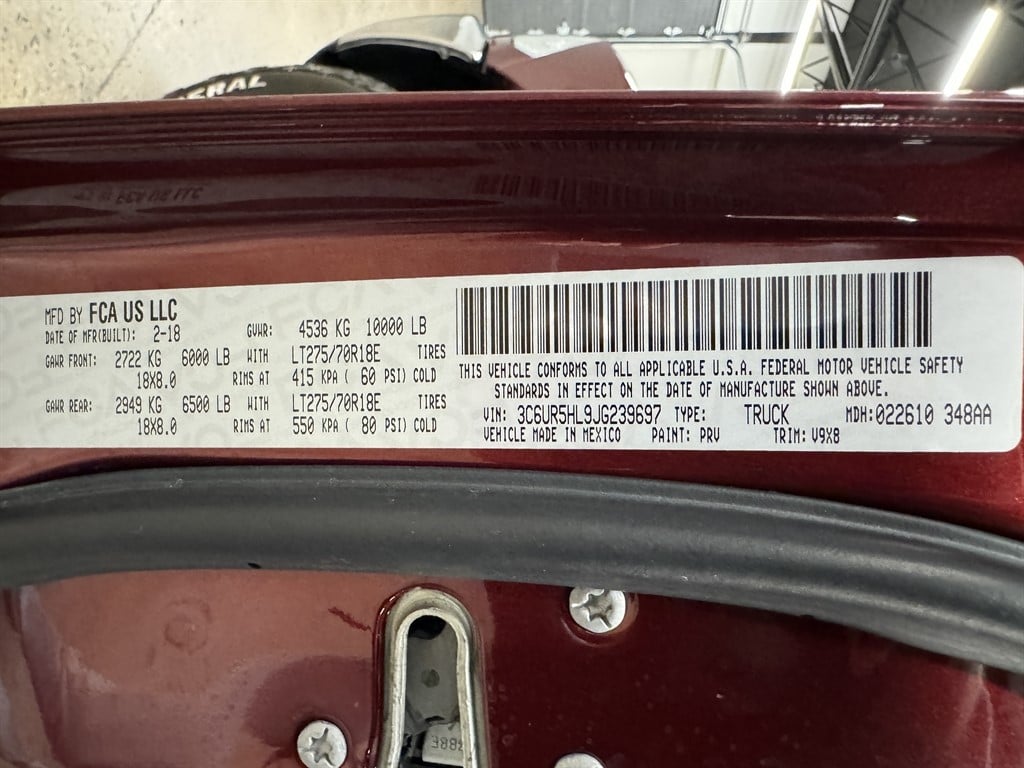 ERAL
MFD BY FCA US LLC
DATE OF MFR(BUILT): 2-18 GVWR: 4536 KG 10000 LB
GAWR FRONT: 2722 KG 6000 LB WITH LT275/70R18E TIRES
18X8.0 RIMS AT 415 KPA ( 60 PSI) COLD
GAWR REAR: 2949 KG 6500 LB WITH LT275/70R18E TIRES
18X8.0 RIMS AT 550 KPA ( 80 PSI) COLD
THIS VEHICLE CONFORMS TO ALL APPLICABLE U.S.A. FEDERAL MOTOR VEHICLE SAFETY
STANDARDS IN EFFECT ON THE DATE OF MANUFACTURE SHOWN ABOVE.
VIN: 3C6UR5HL9JG239697 TYPE: TRUCK MDH:022610 348AA
VEHICLE MADE IN MEXICO PAINT: PRV TRIM: V9X8